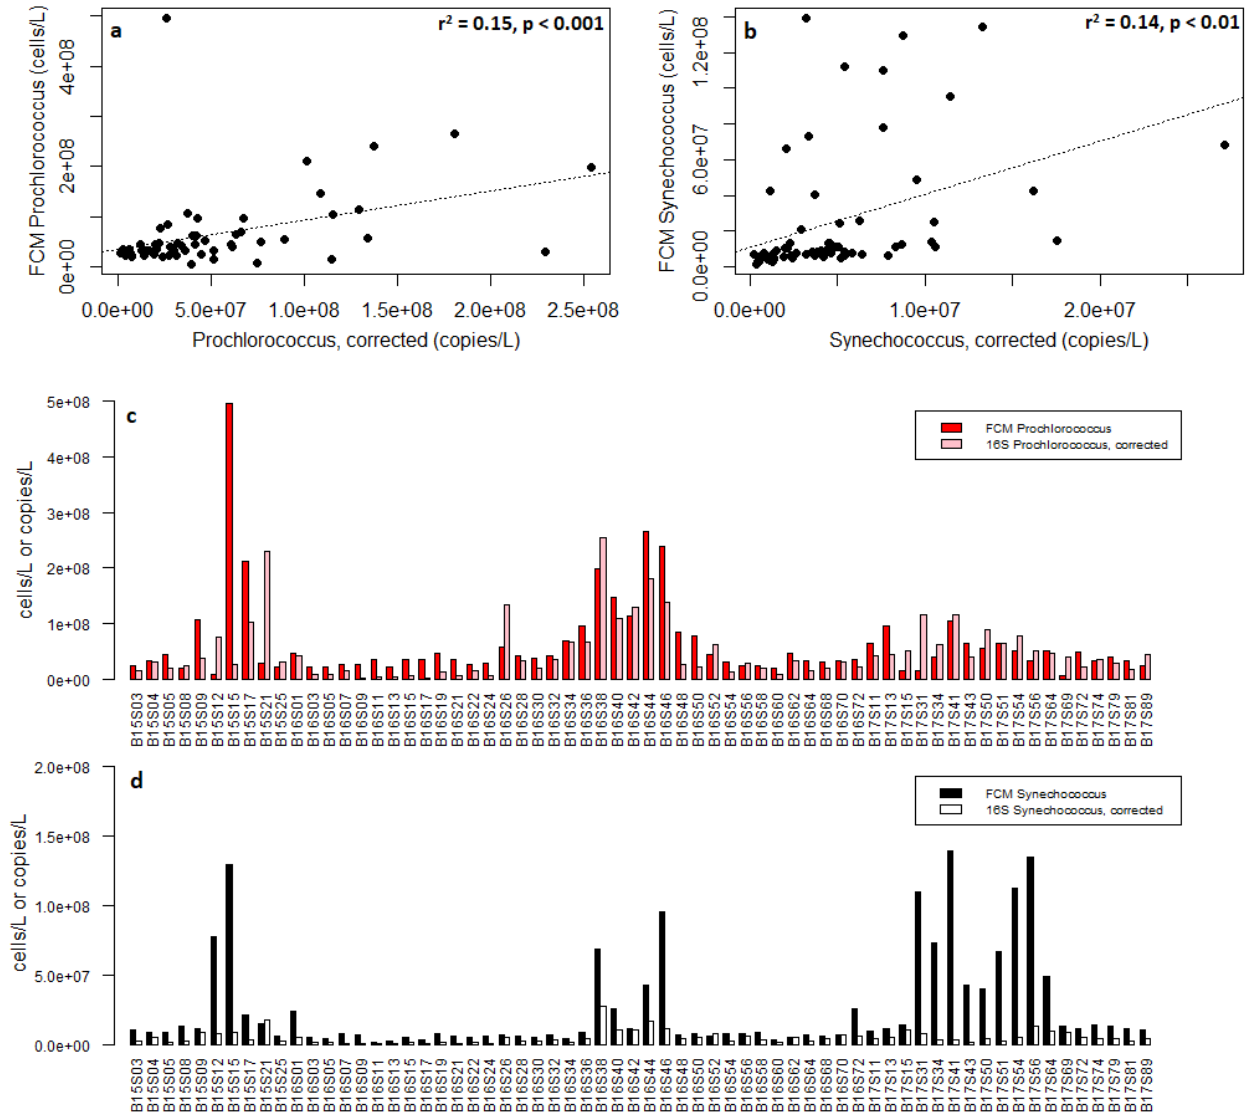 a
r² = 0.15, p < 0.001
FCM Prochlorococcus (cells/L)
4e+08
2e+08
0e+00
0.0e+00 5.0e+07 1.0e+08 2.0e+08 2.5e+08
Prochlorococcus, corrected (copies/L)
b
r² = 0.14, p < 0.01
FCM Synechococcus (cells/L)
1.2e+08
6.0e+07
0.0e+00
0.0e+00 1.0e+07 2.0e+07
Synechococcus, corrected (copies/L)
c
FCM Prochlorococcus
16S Prochlorococcus, corrected
cells/L or copies/L
5e+08
4e+08
3e+08
2e+08
1e+08
0e+00
B15S03
B15S04
B15S05
B15S08
B15S09
B15S12
B15S15
B15S17
B15S21
B15S25
B16S01
B16S03
B16S05
B16S07
B16S09
B16S11
B16S13
B16S15
B16S17
B16S19
B16S21
B16S22
B16S24
B16S26
B16S28
B16S30
B16S32
B16S34
B16S36
B16S38
B16S40
B16S42
B16S44
B16S46
B16S48
B16S50
B16S52
B16S54
B16S56
B16S58
B16S60
B16S62
B16S64
B16S68
B16S70
B16S72
B17S11
B17S13
B17S15
B17S31
B17S34
B17S41
B17S43
B17S50
B17S51
B17S54
B17S56
B17S64
B17S69
B17S72
B17S74
B17S79
B17S81
B17S89
d
FCM Synechococcus
16S Synechococcus, corrected
cells/L or copies/L
2.0e+08
1.5e+08
1.0e+08
5.0e+07
0.0e+00
B15S03
B15S04
B15S05
B15S08
B15S09
B15S12
B15S15
B15S17
B15S21
B15S25
B16S01
B16S03
B16S05
B16S07
B16S09
B16S11
B16S13
B16S15
B16S17
B16S19
B16S21
B16S22
B16S24
B16S26
B16S28
B16S30
B16S32
B16S34
B16S36
B16S38
B16S40
B16S42
B16S44
B16S46
B16S48
B16S50
B16S52
B16S54
B16S56
B16S58
B16S60
B16S62
B16S64
B16S68
B16S70
B16S72
B17S11
B17S13
B17S15
B17S31
B17S34
B17S41
B17S43
B17S50
B17S51
B17S54
B17S56
B17S64
B17S69
B17S72
B17S74
B17S79
B17S81
B17S89